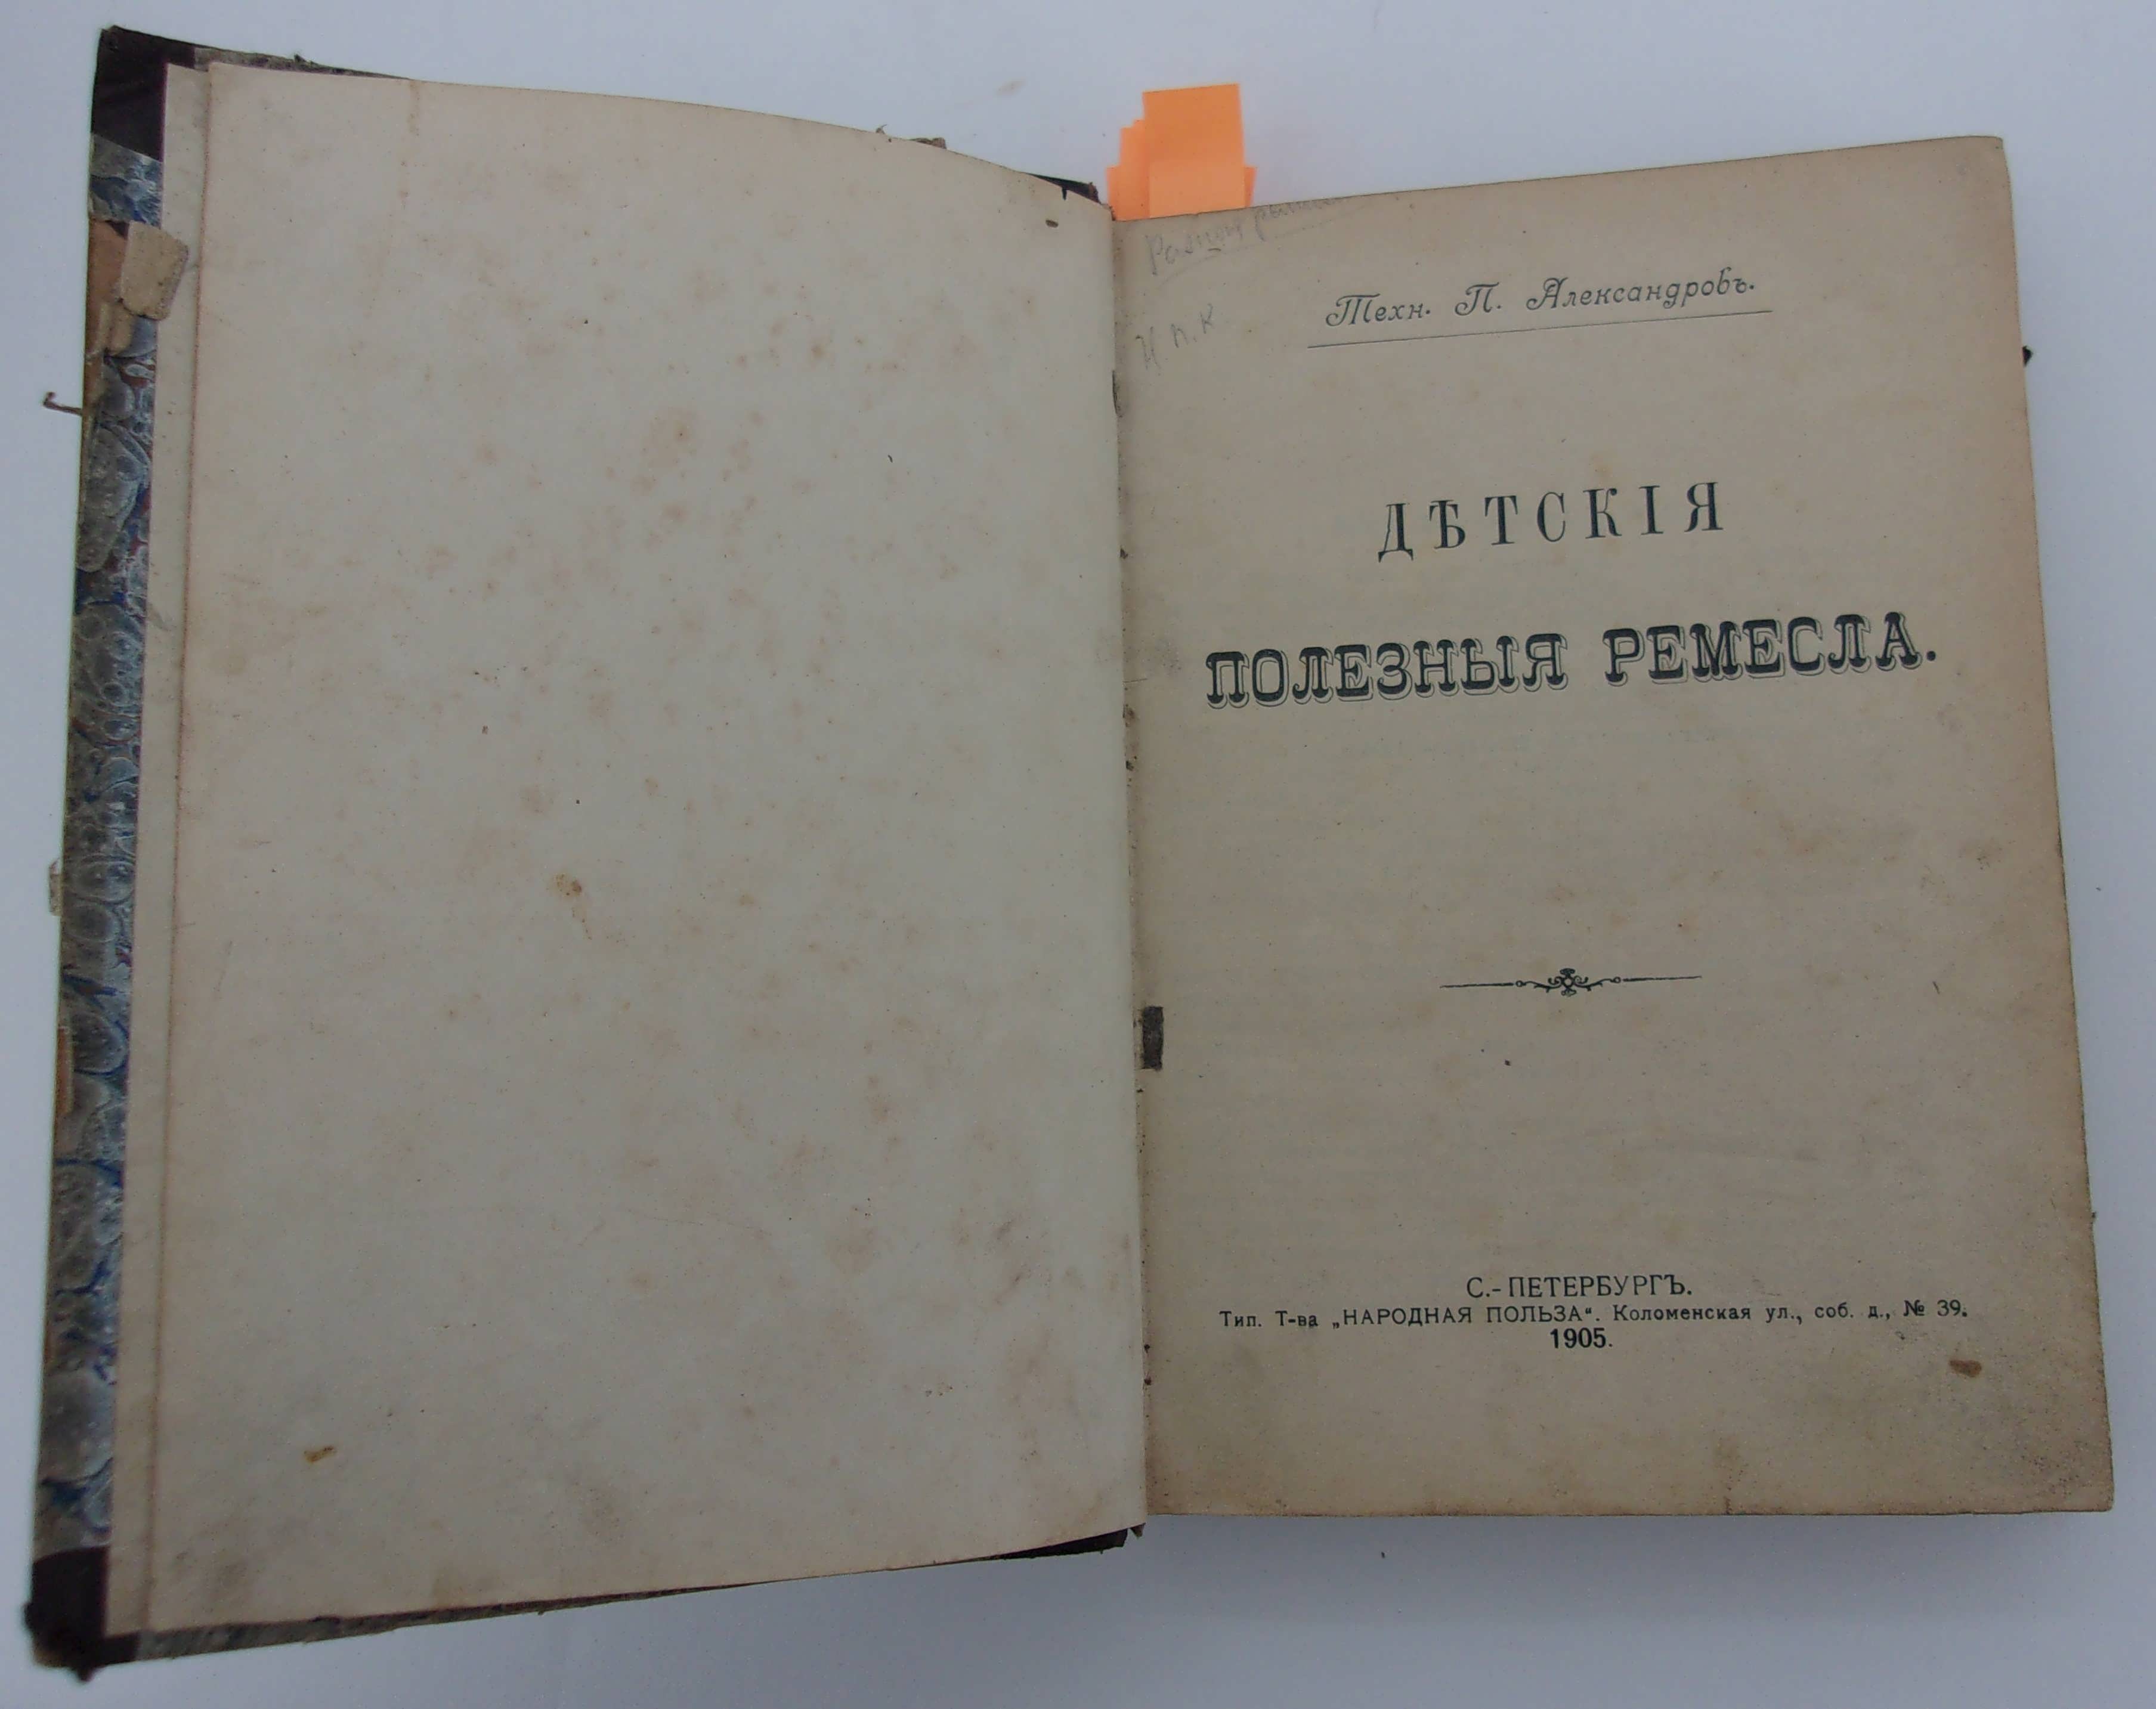 Техн. П. Александровъ.
ДѢТСКІЯ
ПОЛЕЗНЫЯ РЕМЕСЛА.
С.-ПЕТЕРБУРГЪ.
Тип. Т-ва „НАРОДНАЯ ПОЛЬЗА“. Коломенская ул., соб. д., № 39.
1905.